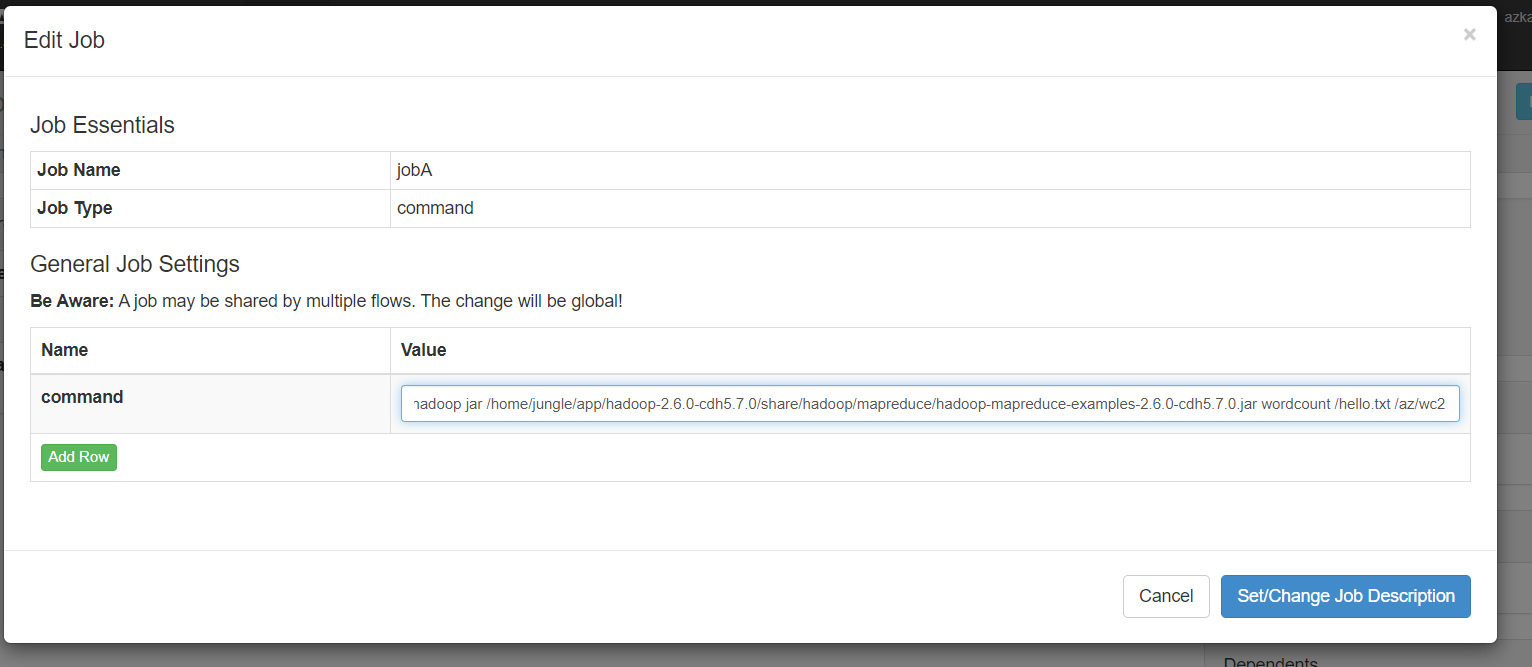 azka
Edit Job
×
Job Essentials
Job Name jobA
Job Type command
General Job Settings
Be Aware: A job may be shared by multiple flows. The change will be global!
Name Value
command hadoop jar /home/jungle/app/hadoop-2.6.0-cdh5.7.0/share/hadoop/mapreduce/hadoop-mapreduce-examples-2.6.0-cdh5.7.0.jar wordcount /hello.txt /az/wc2
Add Row
Cancel Set/Change Job Description
Dependents